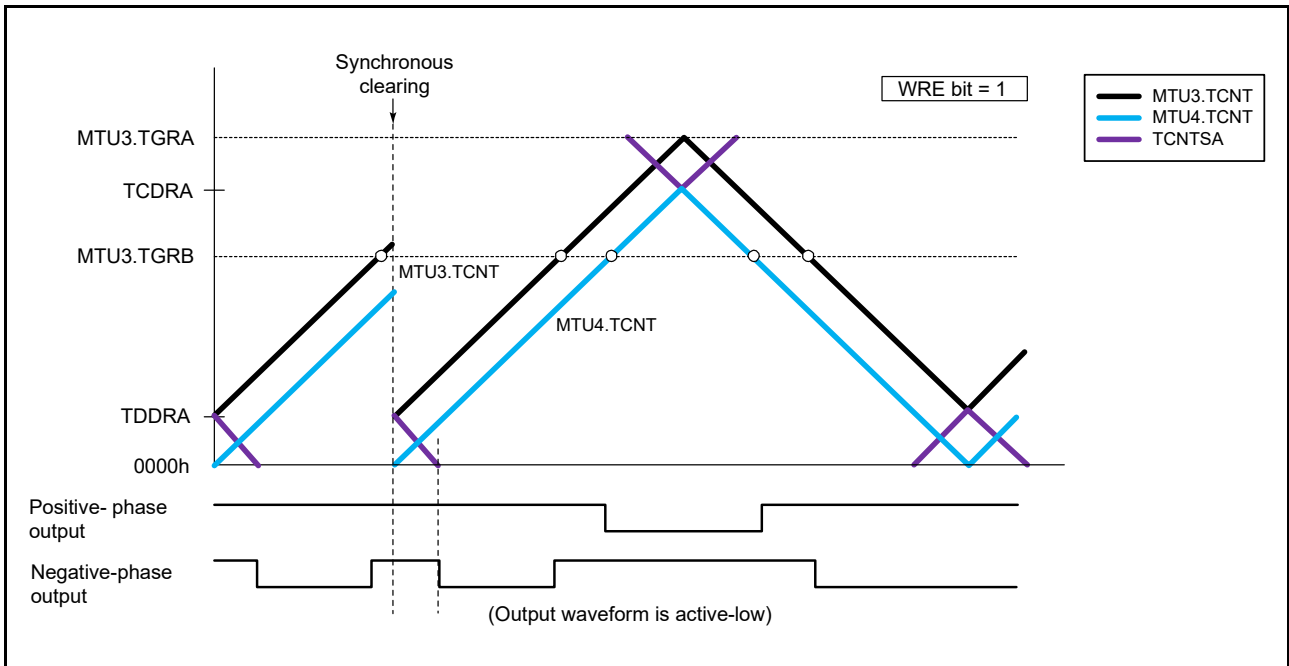 Synchronous
clearing
WRE bit = 1
MTU3.TCNT
MTU4.TCNT
TCNTSA
MTU3.TGRA
TCDRA
MTU3.TGRB
MTU3.TCNT
MTU4.TCNT
TDDRA
0000h
Positive- phase
output
Negative-phase
output
(Output waveform is active-low)